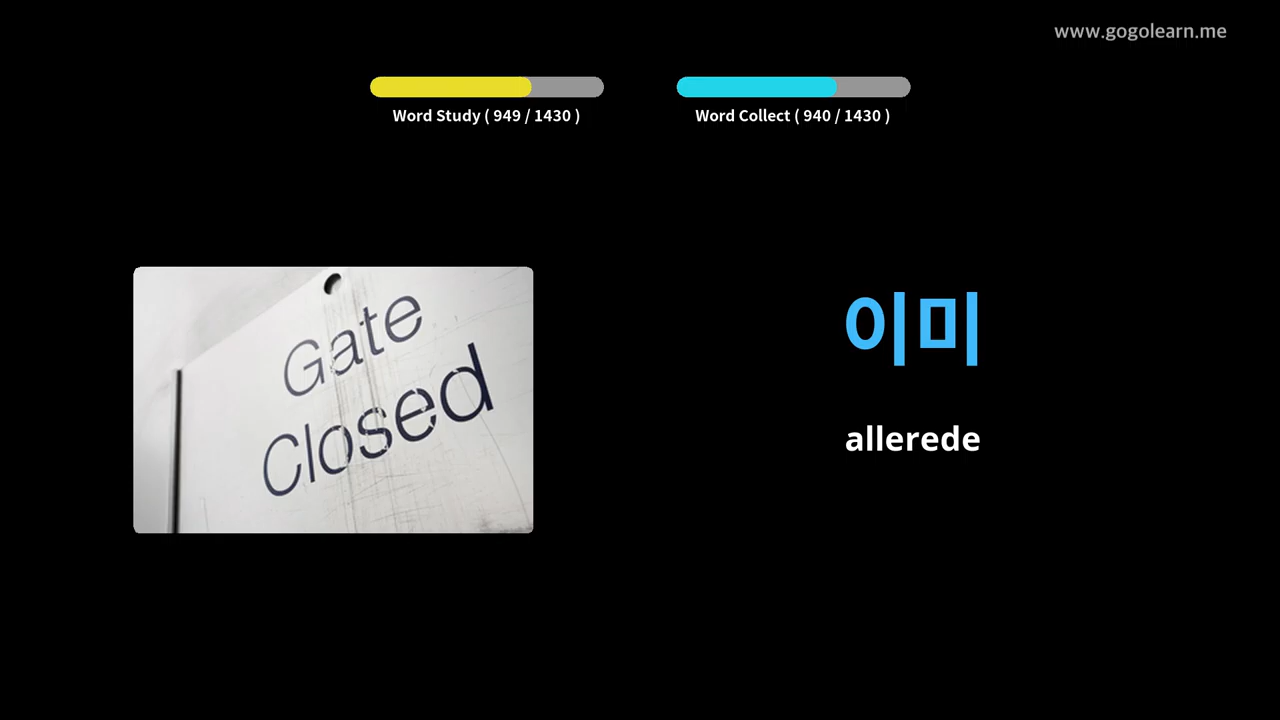 www.gogolearn.me
Word Study ( 949 / 1430 )
Word Collect ( 940 / 1430 )
Gate
Closed
이미
allerede